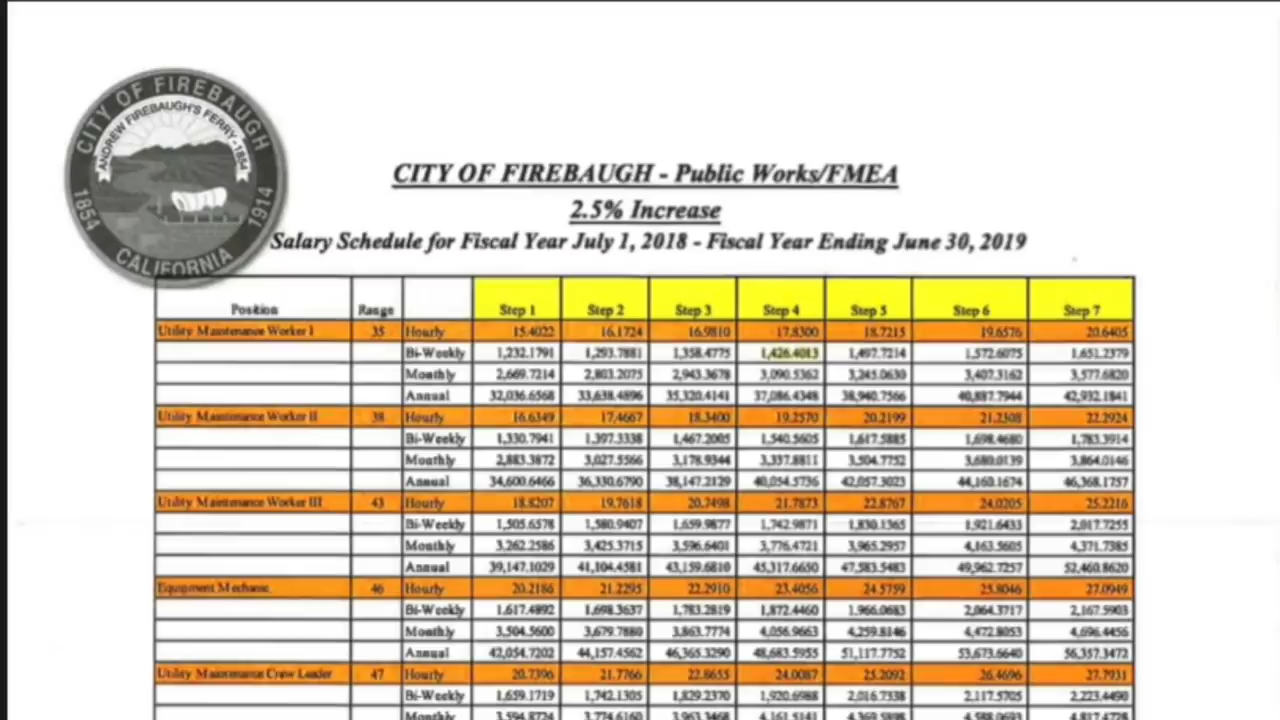 CITY OF FIREBAUGH
ANDREW FIREBAUGH'S FERRY - 1854
1854 1914
CALIFORNIA
CITY OF FIREBAUGH - Public Works/FMEA
2.5% Increase
Salary Schedule for Fiscal Year July 1, 2018 - Fiscal Year Ending June 30, 2019
Position Range Step 1 Step 2 Step 3 Step 4 Step 5 Step 6 Step 7
Utility Maintenance Worker I 35 Hourly 15.4022 16.1724 16.9810 17.8300 18.7215 19.6576 20.6405
Bi-Weekly 1,232.1791 1,293.7881 1,358.4775 1,426.4013 1,497.7214 1,572.6075 1,651.2379
Monthly 2,669.7214 2,803.2075 2,943.3678 3,090.5362 3,245.0630 3,407.3162 3,577.6820
Annual 32,036.6568 33,638.4896 35,320.4141 37,086.4348 38,940.7566 40,887.7944 42,932.1841
Utility Maintenance Worker II 38 Hourly 16.6349 17.4667 18.3400 19.2570 20.2199 21.2308 22.2924
Bi-Weekly 1,330.7941 1,397.3338 1,467.2005 1,540.5605 1,617.5885 1,698.4680 1,783.3914
Monthly 2,883.3872 3,027.5566 3,178.9344 3,337.8811 3,504.7752 3,680.0139 3,864.0146
Annual 34,600.6466 36,330.6790 38,147.2129 40,054.5736 42,057.3023 44,160.1674 46,368.1757
Utility Maintenance Worker III 43 Hourly 18.8207 19.7618 20.7498 21.7873 22.8767 24.0205 25.2216
Bi-Weekly 1,505.6578 1,580.9407 1,659.9877 1,742.9871 1,830.1365 1,921.6433 2,017.7255
Monthly 3,262.2586 3,425.3715 3,596.6401 3,776.4721 3,965.2957 4,163.5605 4,371.7385
Annual 39,147.1029 41,104.4581 43,159.6810 45,317.6650 47,583.5483 49,962.7257 52,460.8620
Equipment Mechanic 46 Hourly 20.2186 21.2295 22.2910 23.4056 24.5759 25.8046 27.0949
Bi-Weekly 1,617.4892 1,698.3637 1,783.2819 1,872.4460 1,966.0683 2,064.3717 2,167.5903
Monthly 3,504.5600 3,679.7880 3,863.7774 4,056.9663 4,259.8146 4,472.8053 4,696.4456
Annual 42,054.7202 44,157.4562 46,365.3290 48,683.5955 51,117.7752 53,673.6640 56,357.3472
Utility Maintenance Crew Leader 47 Hourly 20.7396 21.7766 22.8655 24.0087 25.2092 26.4696 27.7931
Bi-Weekly 1,659.1719 1,742.1305 1,829.2370 1,920.6988 2,016.7338 2,117.5705 2,223.4490
Monthly 3,594.8724 3,774.6160 3,963.3468 4,161.5141 4,369.5898 4,588.0693 4,817.4728